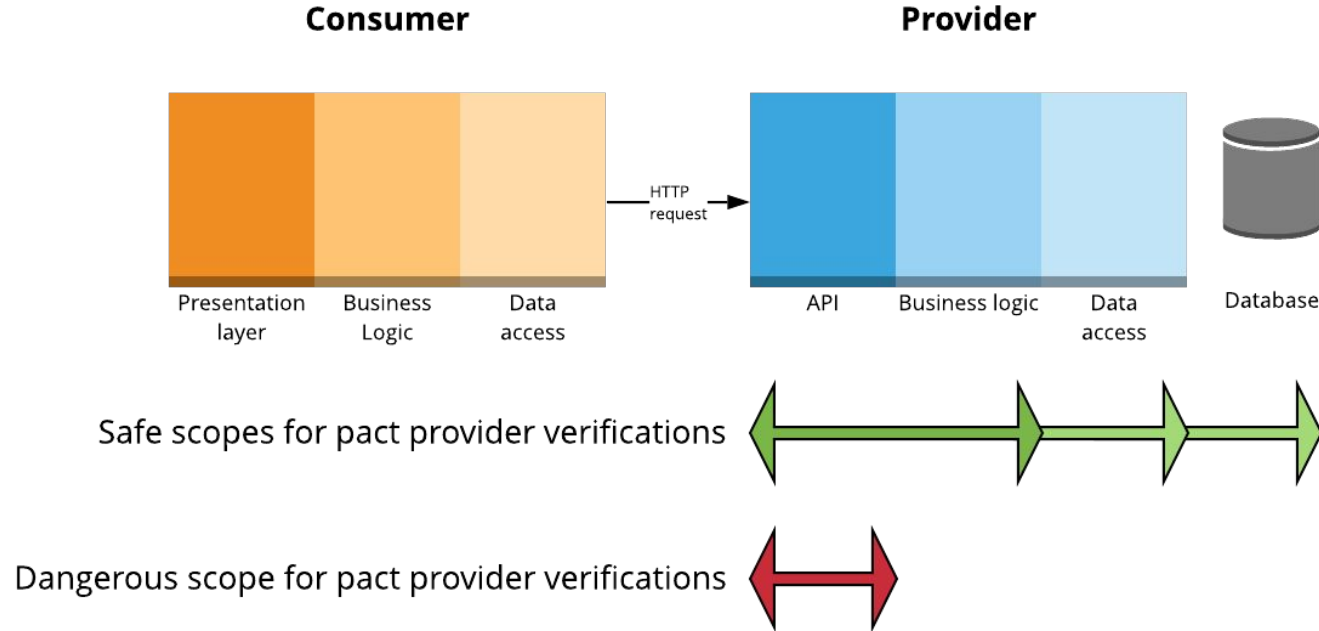 Consumer
Provider
HTTP
request
Presentation
layer
Business
Logic
Data
access
API
Business logic
Data
access
Database
Safe scopes for pact provider verifications
Dangerous scope for pact provider verifications